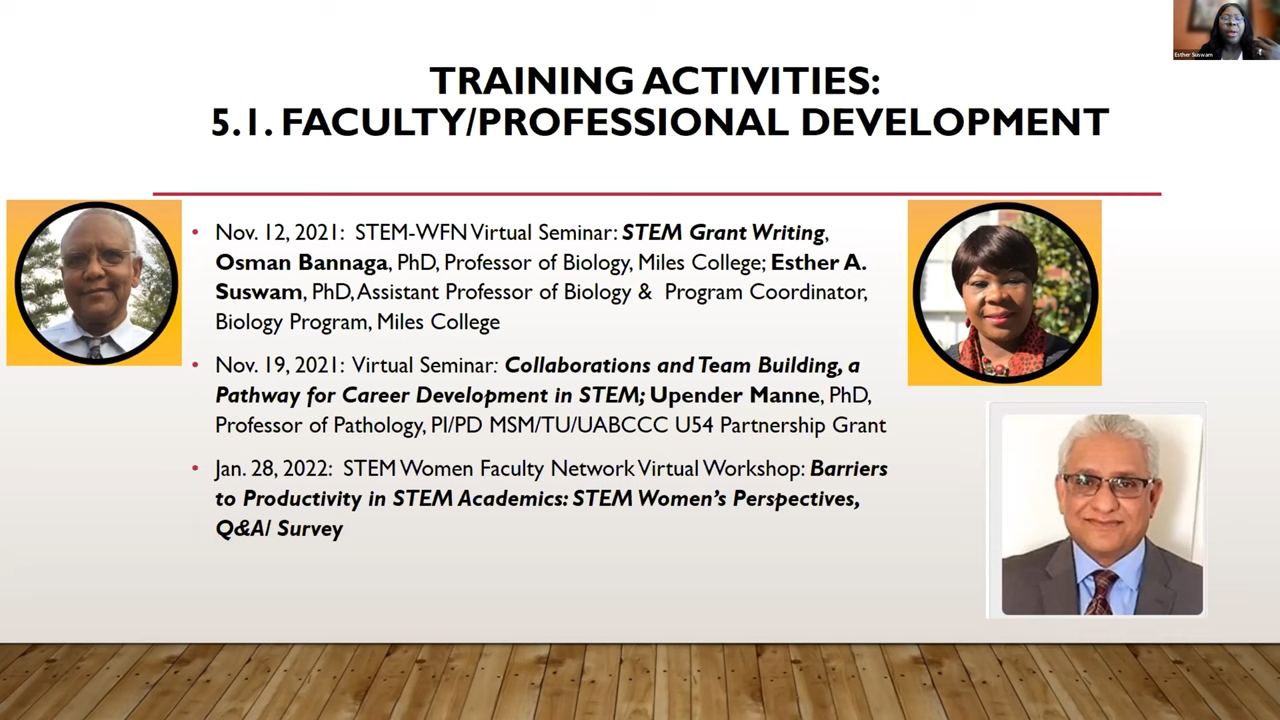 Esther Suswam
TRAINING ACTIVITIES:
5.1. FACULTY/PROFESSIONAL DEVELOPMENT
• Nov. 12, 2021: STEM-WFN Virtual Seminar: STEM Grant Writing,
Osman Bannaga, PhD, Professor of Biology, Miles College; Esther A.
Suswam, PhD, Assistant Professor of Biology & Program Coordinator,
Biology Program, Miles College
• Nov. 19, 2021: Virtual Seminar: Collaborations and Team Building, a
Pathway for Career Development in STEM; Upender Manne, PhD,
Professor of Pathology, PI/PD MSM/TU/UABCCC U54 Partnership Grant
• Jan. 28, 2022: STEM Women Faculty Network Virtual Workshop: Barriers
to Productivity in STEM Academics: STEM Women's Perspectives,
Q&A/ Survey